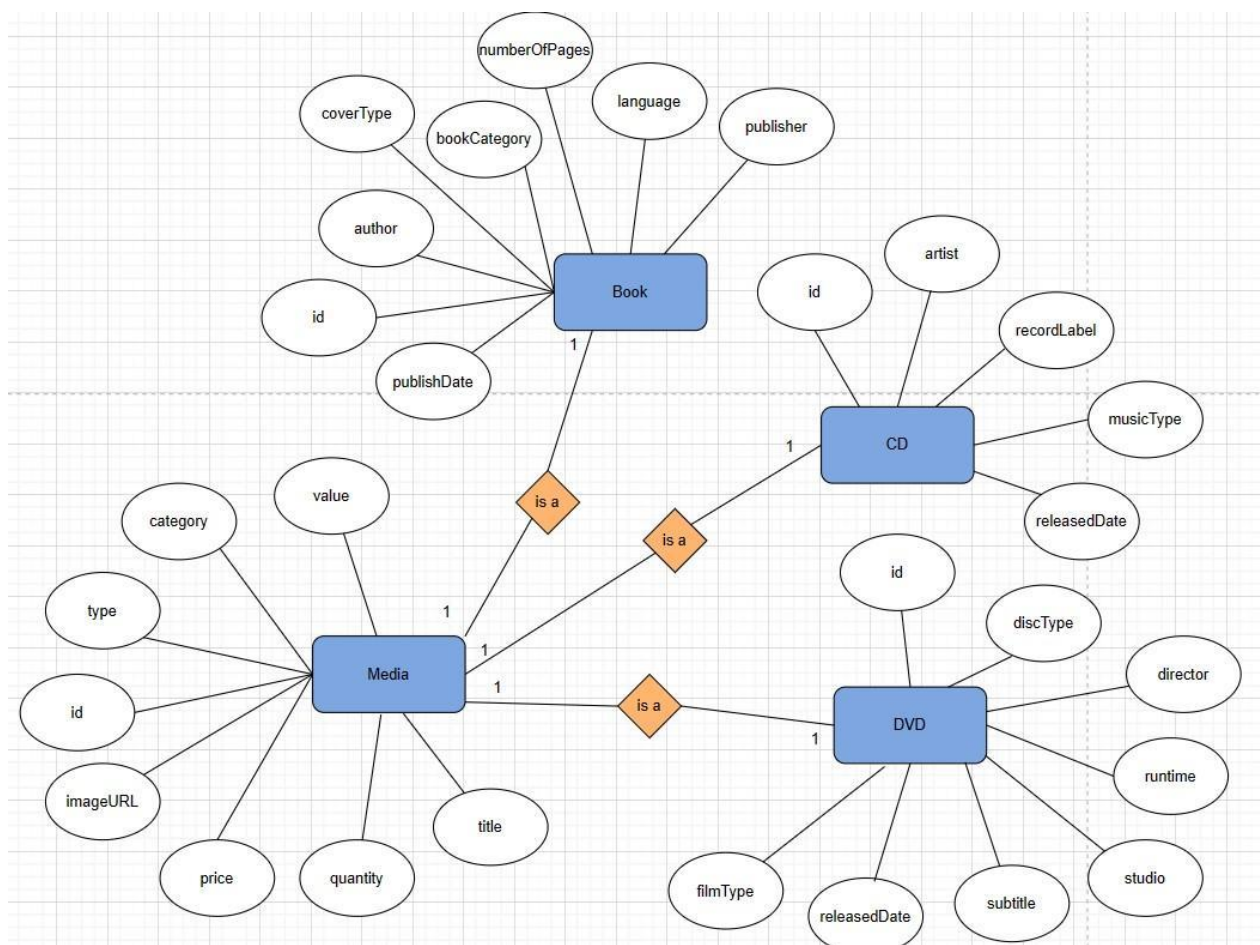 numberOfPages
language
coverType
publisher
bookCategory
author
artist
Book
id
id
recordLabel
1
publishDate
musicType
CD
1
value
is a
category
releasedDate
is a
id
type
1
discType
1
Media
director
1
is a
id
DVD
1
runtime
imageURL
title
price
quantity
studio
filmType
subtitle
releasedDate